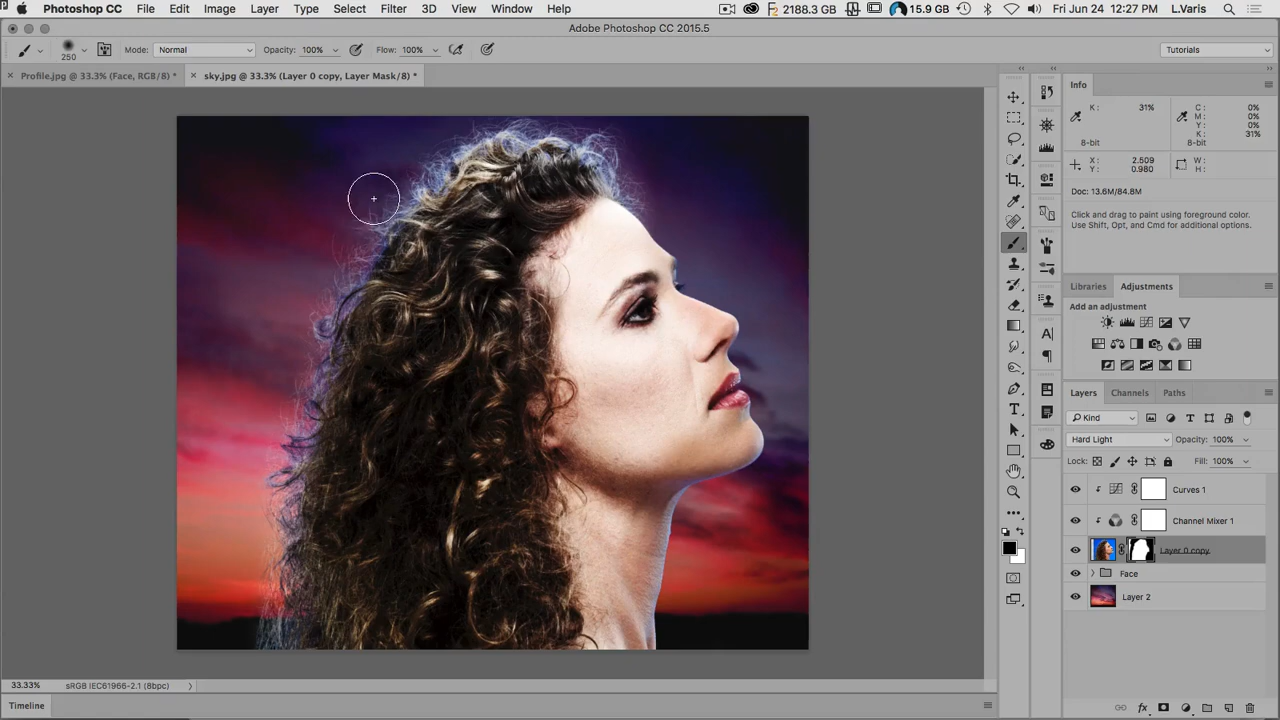 Photoshop CC File Edit Image Layer Type Select Filter 3D View Window Help 2188.3 GB 15.9 GB Fri Jun 24 12:27 PM L.Varis
Adobe Photoshop CC 2015.5
250 Mode: Normal Opacity: 100% Flow: 100% Tutorials
Profile.jpg @ 33.3% (Face, RGB/8) * sky.jpg @ 33.3% (Layer 0 copy, Layer Mask/8) *
Info
K: 31% C: 0%
M: 0%
Y: 0%
K: 31%
8-bit 8-bit
X: 2.509 W:
Y: 0.980 H:
Doc: 13.6M/84.8M
Click and drag to paint using foreground color.
Use Shift, Opt, and Cmd for additional options.
Libraries Adjustments
Add an adjustment
Layers Channels Paths
Kind
Hard Light Opacity: 100%
Lock: Fill: 100%
Curves 1
Channel Mixer 1
Layer 0 copy
Face
Layer 2
33.33% sRGB IEC61966-2.1 (8bpc)
Timeline